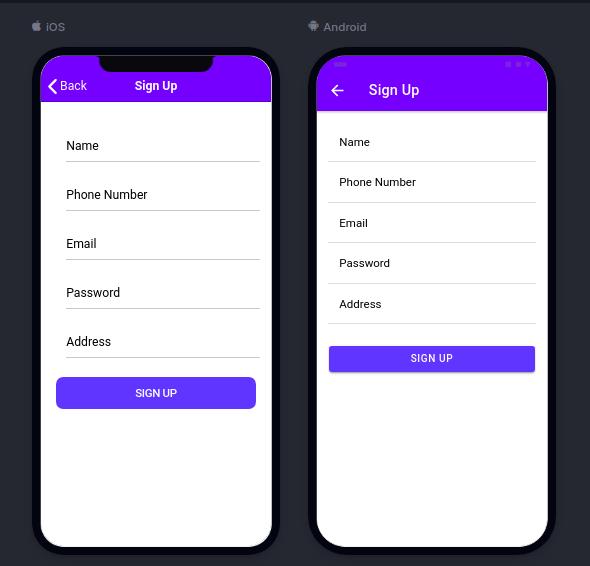 iOS
Back
Sign Up
Name
Phone Number
Email
Password
Address
SIGN UP
Android
Sign Up
Name
Phone Number
Email
Password
Address
SIGN UP